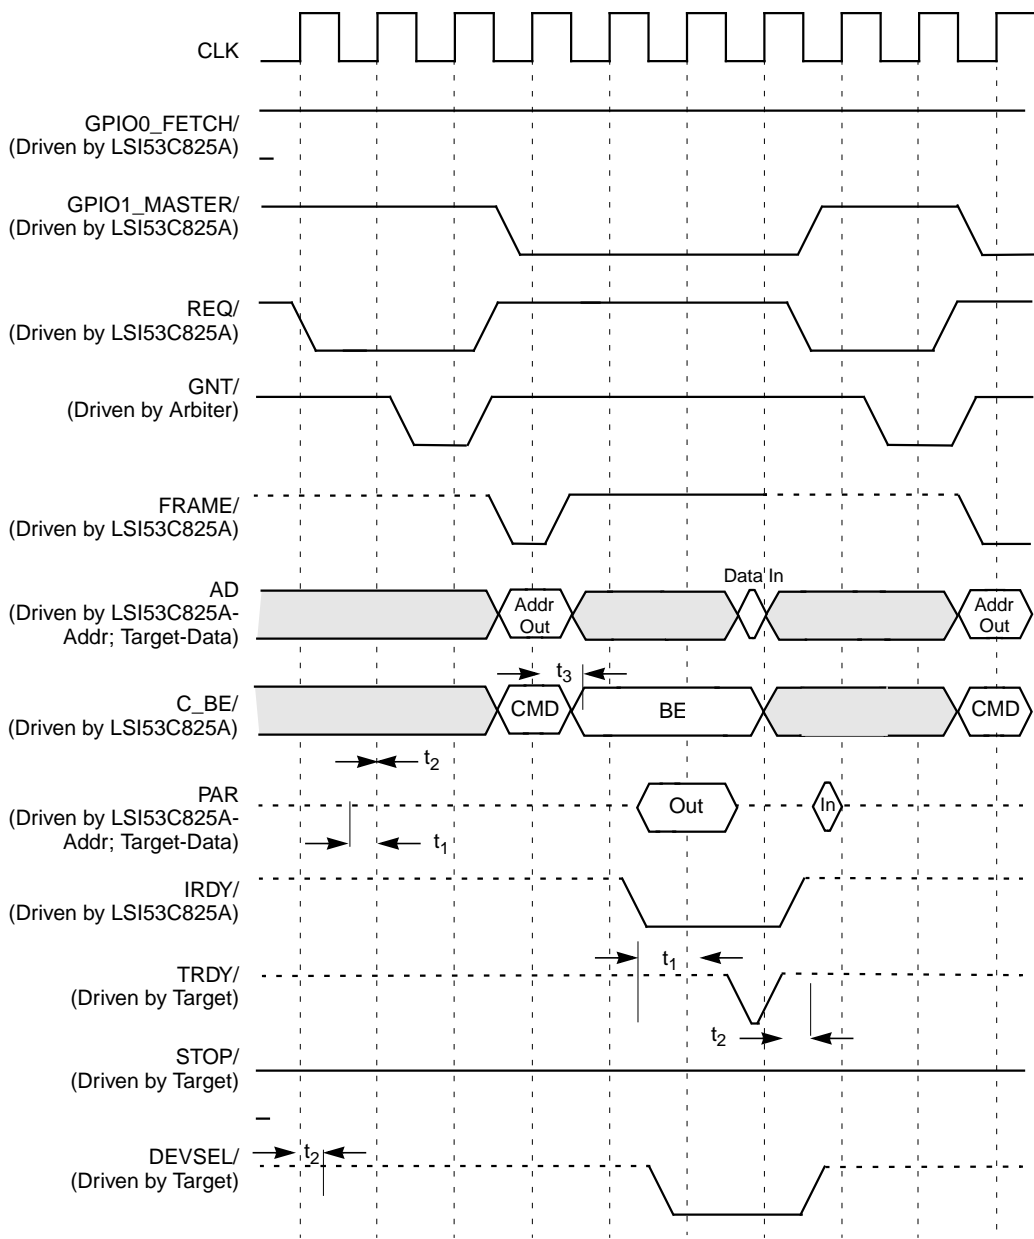 CLK
GPIO0_FETCH/
(Driven by LSI53C825A)
GPIO1_MASTER/
(Driven by LSI53C825A)
REQ/
(Driven by LSI53C825A)
GNT/
(Driven by Arbiter)
FRAME/
(Driven by LSI53C825A)
Data In
AD
(Driven by LSI53C825A-
Addr; Target-Data)
Addr
Out
Addr
Out
t3
C_BE/
(Driven by LSI53C825A)
CMD
BE
CMD
t2
PAR
(Driven by LSI53C825A-
Addr; Target-Data)
Out
In
t1
IRDY/
(Driven by LSI53C825A)
t1
TRDY/
(Driven by Target)
t2
STOP/
(Driven by Target)
t2
DEVSEL/
(Driven by Target)